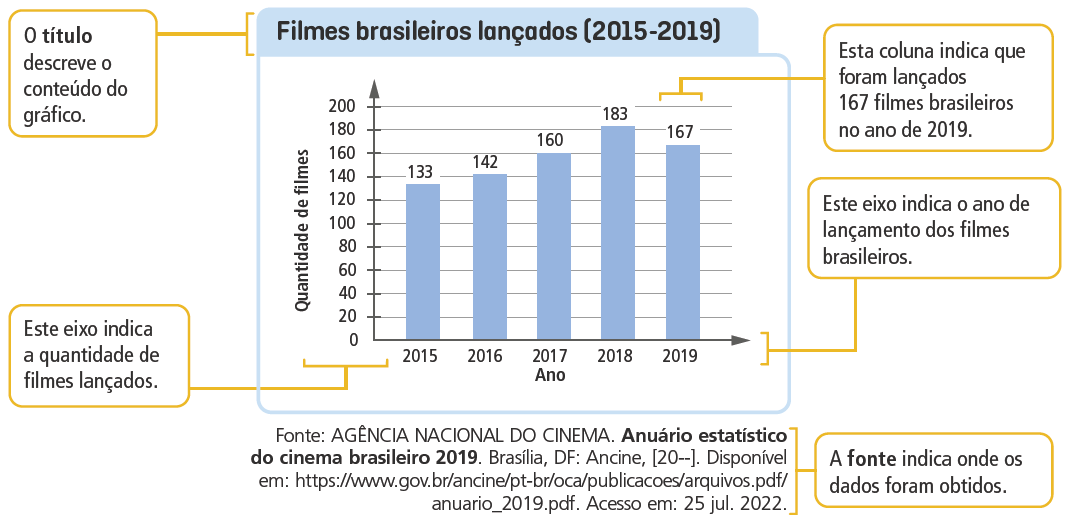 O título
descreve o
conteúdo do
gráfico.
Filmes brasileiros lançados (2015-2019)
Esta coluna indica que
foram lançados
167 filmes brasileiros
no ano de 2019.
Quantidade de filmes
200
180
160
140
120
100
80
60
40
20
0
133
142
160
183
167
2015
2016
2017
2018
2019
Ano
Este eixo indica o ano de
lançamento dos filmes
brasileiros.
Este eixo indica
a quantidade de
filmes lançados.
Fonte: AGÊNCIA NACIONAL DO CINEMA. Anuário estatístico
do cinema brasileiro 2019. Brasília, DF: Ancine, [20--]. Disponível
em: https://www.gov.br/ancine/pt-br/oca/publicacoes/arquivos.pdf/
anuario_2019.pdf. Acesso em: 25 jul. 2022.
A fonte indica onde os
dados foram obtidos.